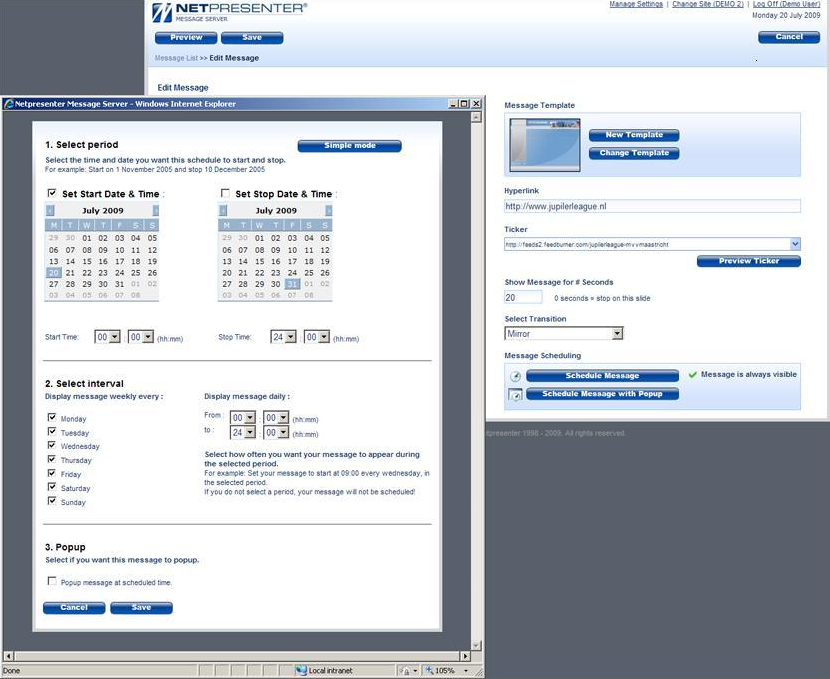 NETPRESENTER®
MESSAGE SERVER
Manage Settings | Change Site (DEMO 2) | Log Off (Demo User)
Monday 20 July 2009
Preview
Save
Cancel
Message List >> Edit Message
Edit Message
Netpresenter Message Server - Windows Internet Explorer
1. Select period
Simple mode
Select the time and date you want this schedule to start and stop.
For example: Start on 1 November 2005 and stop 10 December 2005
Set Start Date & Time :
July 2009
M T W T F S S
29 30 01 02 03 04 05
06 07 08 09 10 11 12
13 14 15 16 17 18 19
20 21 22 23 24 25 26
27 28 29 30 31 01 02
03 04 05 06 07 08
Set Stop Date & Time :
July 2009
M T W T F S S
29 30 01 02 03 04 05
06 07 08 09 10 11 12
13 14 15 16 17 18 19
20 21 22 23 24 25 26
27 28 29 30 31 01 02
03 04 05 06 07 08
Start Time: 00 : 00 (hh:mm)
Stop Time: 24 : 00 (hh:mm)
2. Select interval
Display message weekly every :
Monday
Tuesday
Wednesday
Thursday
Friday
Saturday
Sunday
Display message daily :
From : 00 : 00 (hh:mm)
to : 24 : 00 (hh:mm)
Select how often you want your message to appear during
the selected period.
For example: Set your message to start at 09:00 every wednesday, in
the selected period.
If you do not select a period, your message will not be scheduled!
3. Popup
Select if you want this message to popup.
Popup message at scheduled time.
Cancel
Save
Done
Local intranet
105%
Message Template
New Template
Change Template
Hyperlink
http://www.jupilerleague.nl
Ticker
http://feeds2.feedburner.com/jupilerleague-mvvmaastricht
Preview Ticker
Show Message for # Seconds
20
0 seconds = stop on this slide
Select Transition
Mirror
Message Scheduling
Schedule Message
Message is always visible
Schedule Message with Popup
tpresenter 1998 - 2009. All rights reserved.